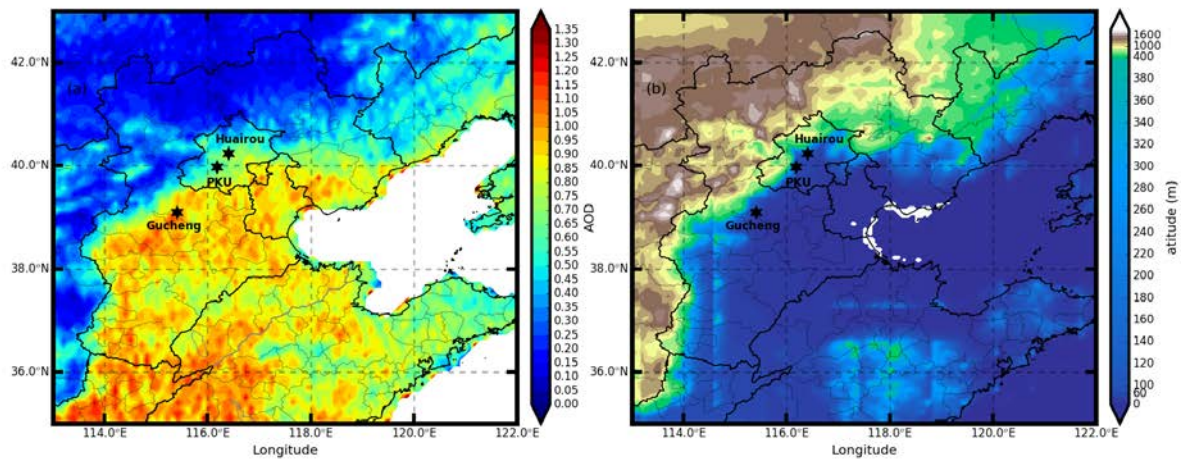 (a)
Huairou
PKU
Gucheng
42.0°N
40.0°N
38.0°N
36.0°N
114.0°E
116.0°E
118.0°E
120.0°E
122.0°E
Longitude
1.35
1.25
1.20
1.15
1.10
1.05
1.00
0.95
0.90
0.85
0.80
0.75
0.70
0.65
0.60
0.55
0.50
0.45
0.40
0.35
0.30
0.25
0.20
0.15
0.10
0.05
0.00
AOD
(b)
Huairou
PKU
Gucheng
42.0°N
40.0°N
38.0°N
36.0°N
114.0°E
116.0°E
118.0°E
120.0°E
122.0°E
Longitude
1600
1000
400
380
360
340
320
300
280
260
240
220
200
180
160
140
120
100
60
0
atitude (m)